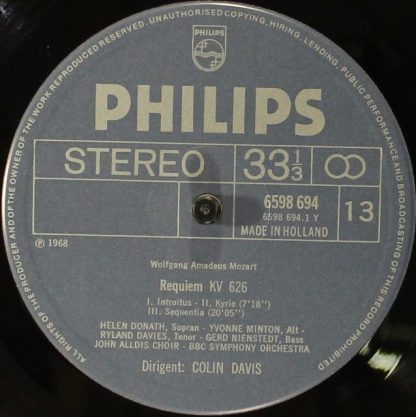 ALL RIGHTS OF THE PRODUCER AND OF THE OWNER OF THE WORK REPRODUCED RESERVED. UNAUTHORISED COPYING, HIRING, LENDING, PUBLIC PERFORMANCE AND BROADCASTING OF THIS RECORD PROHIBITED
PHILIPS
PHILIPS
STEREO
33 1/3
6598 694
6598 694.1 Y
MADE IN HOLLAND
13
℗ 1968
Wolfgang Amadeus Mozart
Requiem KV 626
I. Introitus - II. Kyrie (7'18")
III. Sequentia (20'05")
HELEN DONATH, Sopran - YVONNE MINTON, Alt -
RYLAND DAVIES, Tenor - GERD NIENSTEDT, Bass
JOHN ALLDIS CHOIR - BBC SYMPHONY ORCHESTRA
Dirigent: COLIN DAVIS